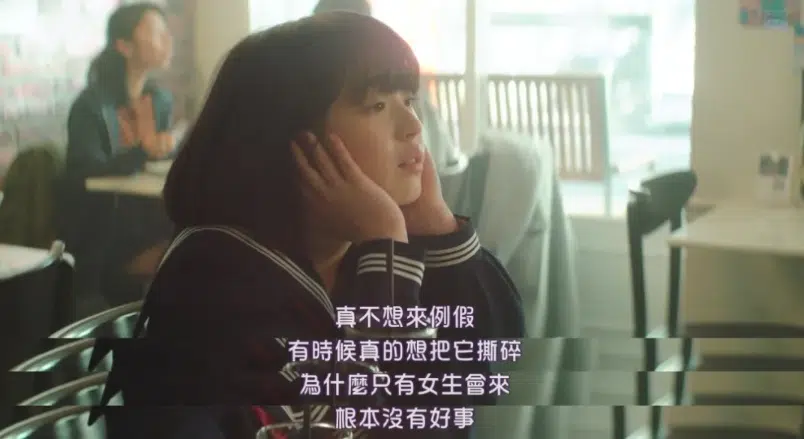 真不想來例假
有時候真的想把它撕碎
為什麼只有女生會來
根本沒有好事